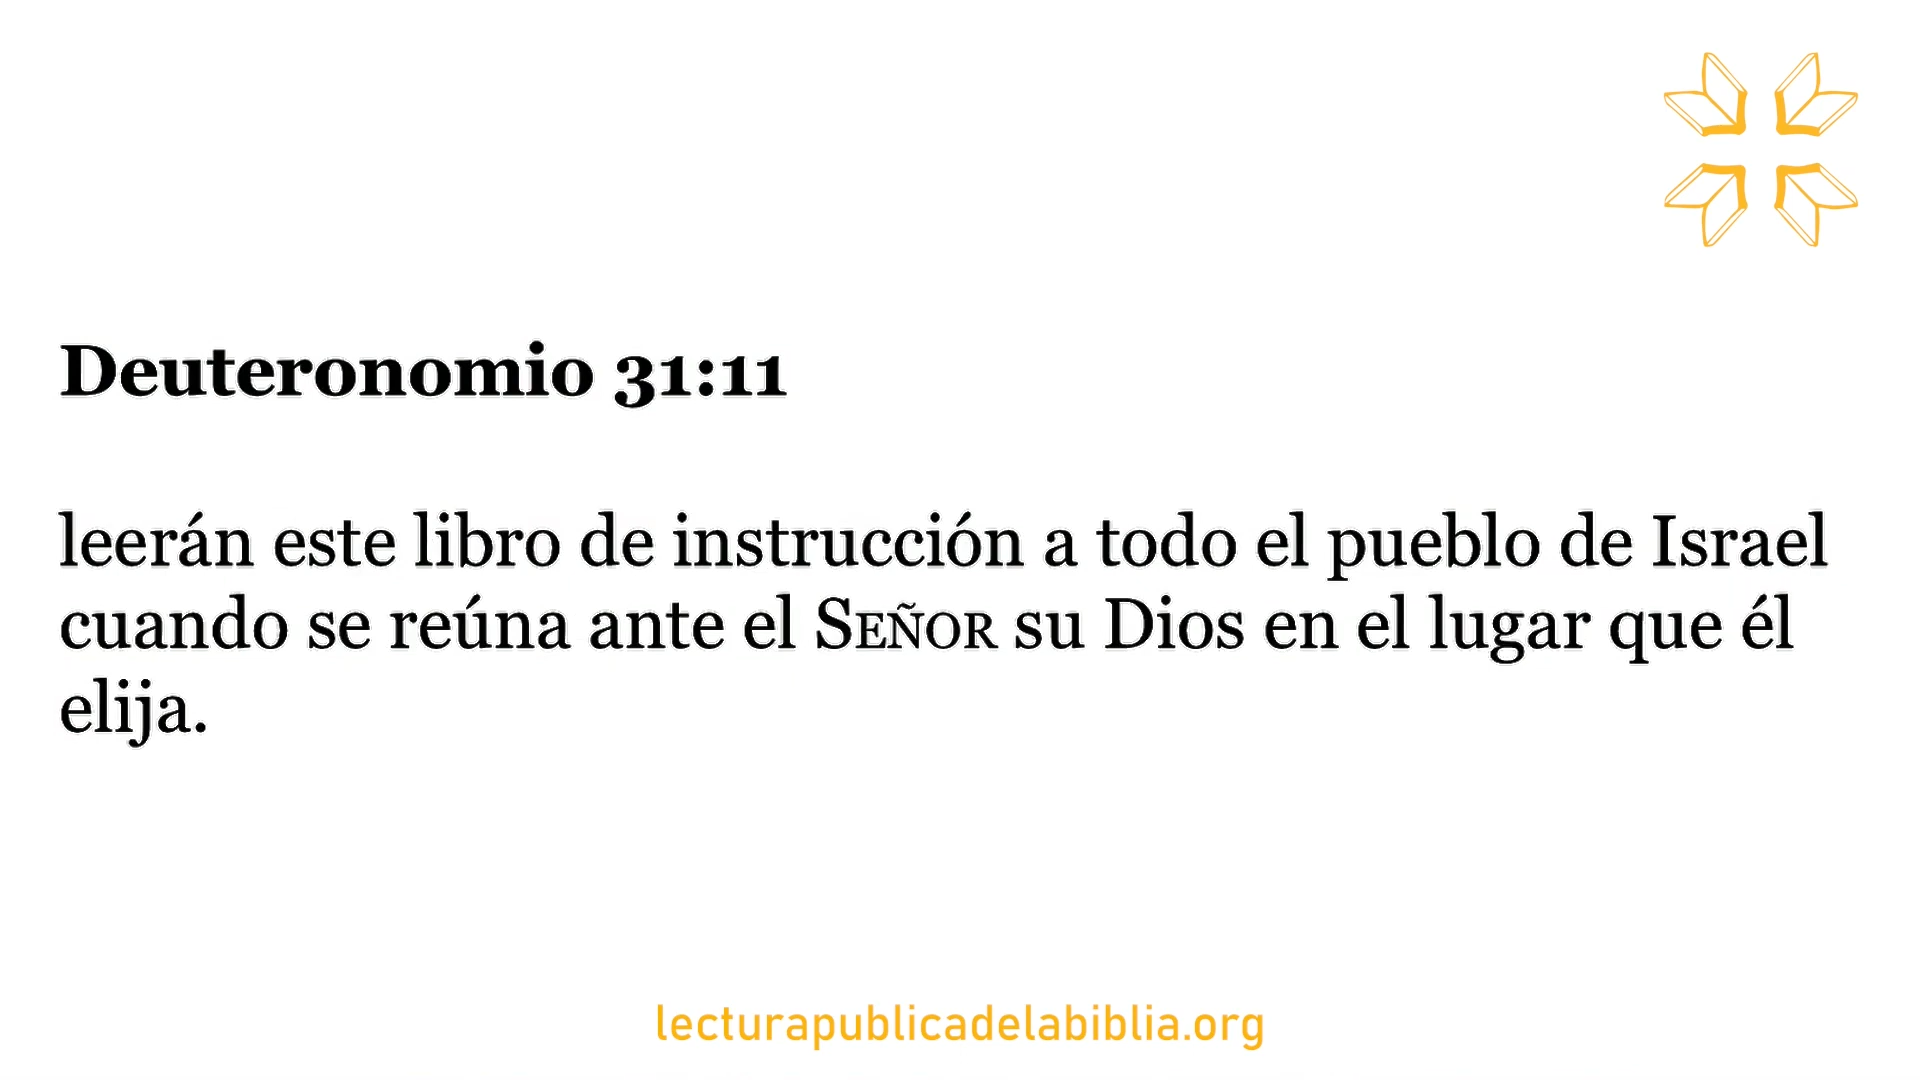 Deuteronomio 31:11
leerán este libro de instrucción a todo el pueblo de Israel
cuando se reúna ante el SEÑOR su Dios en el lugar que él
elija.
lecturapublicadelabiblia.org